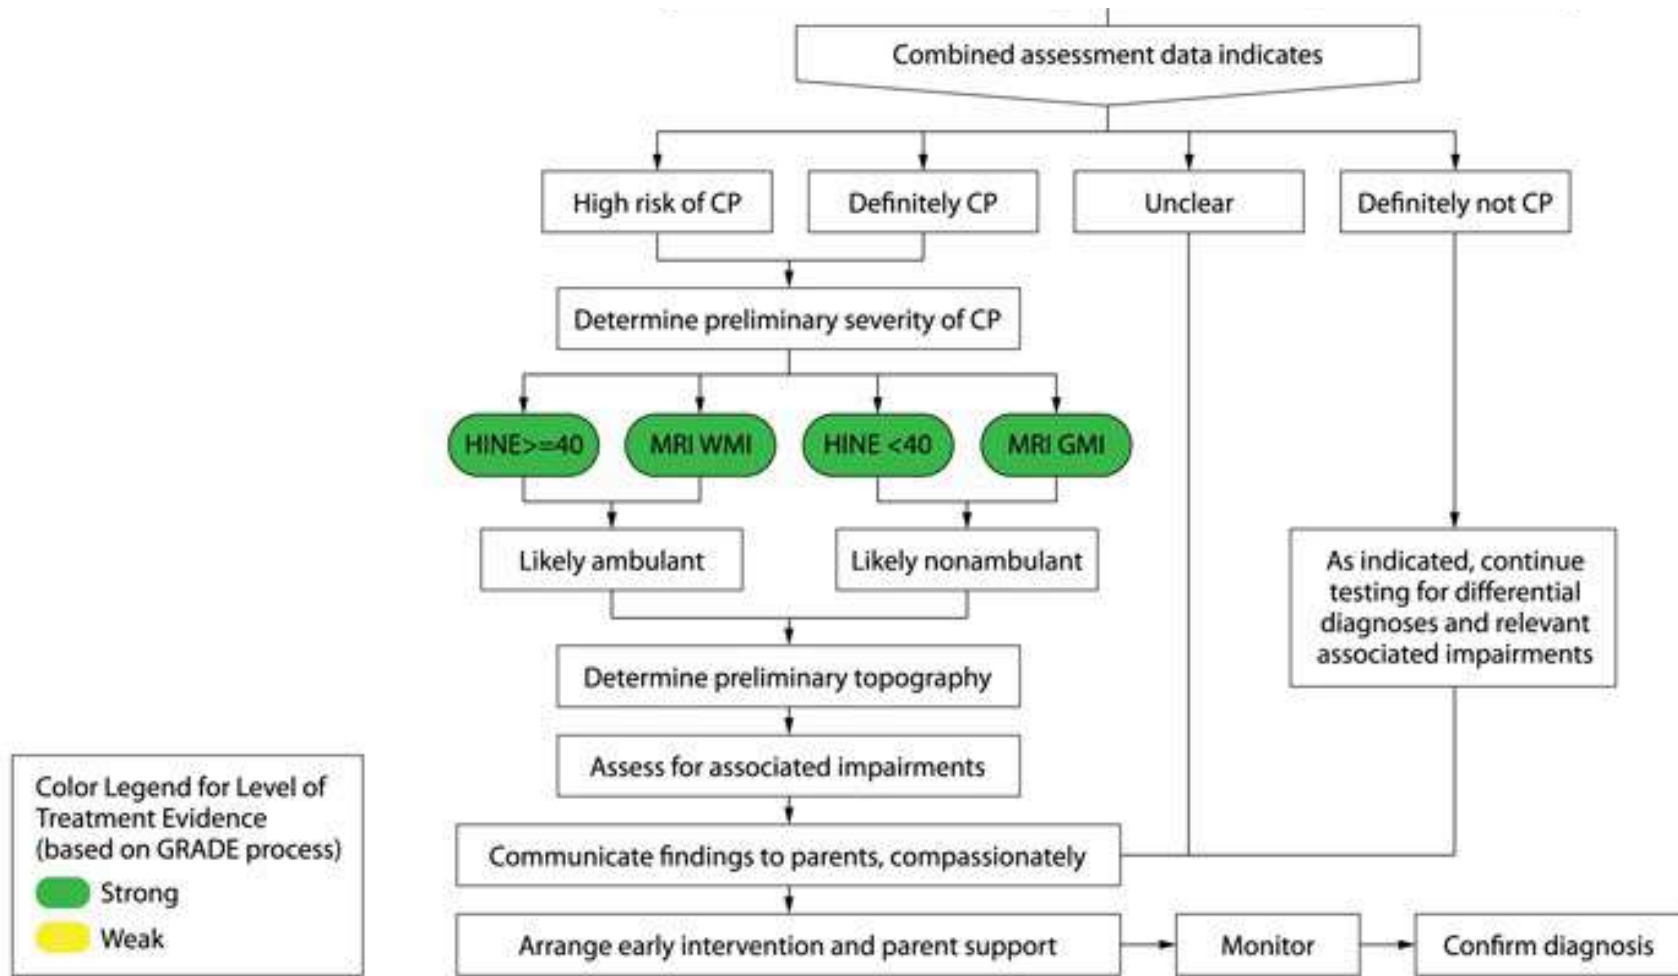 Combined assessment data indicates
High risk of CP
Definitely CP
Unclear
Definitely not CP
Determine preliminary severity of CP
HINE>=40
MRI WMI
HINE <40
MRI GMI
Likely ambulant
Likely nonambulant
As indicated, continue
testing for differential
diagnoses and relevant
associated impairments
Determine preliminary topography
Assess for associated impairments
Communicate findings to parents, compassionately
Arrange early intervention and parent support
Monitor
Confirm diagnosis
Color Legend for Level of
Treatment Evidence
(based on GRADE process)
Strong
Weak